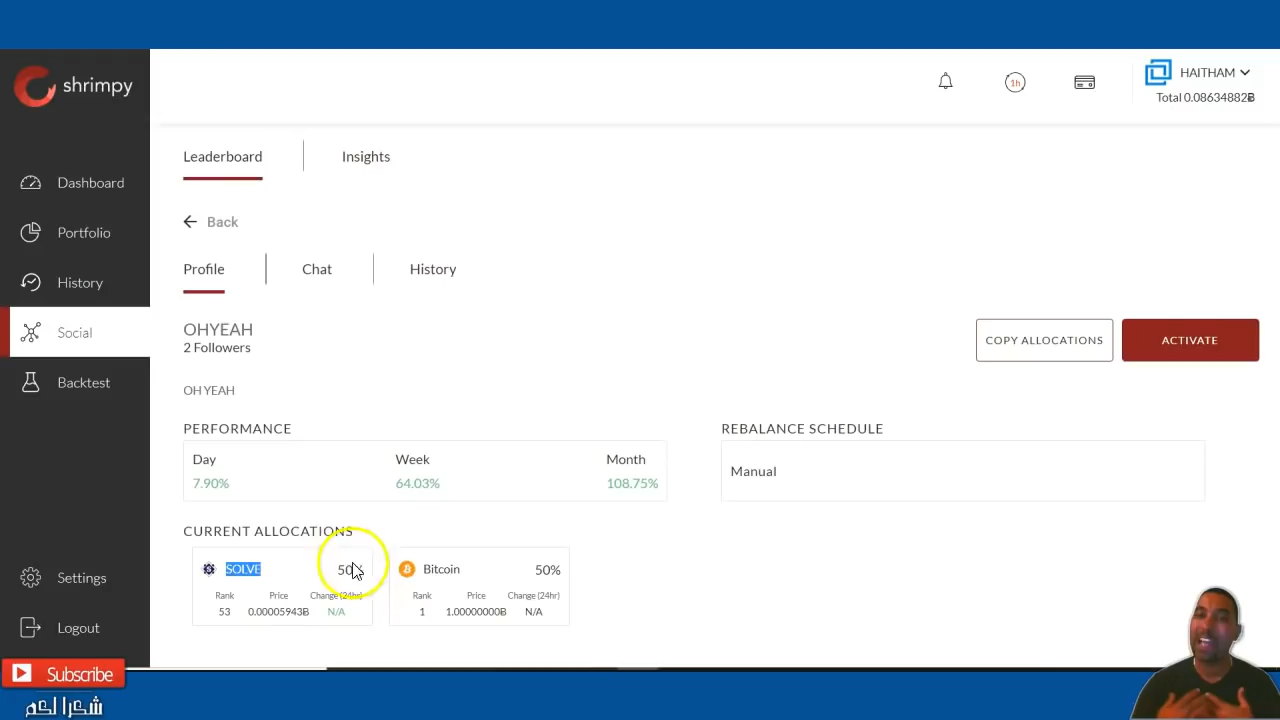 shrimpy
1h
HAITHAM
Total 0.08634882Ƀ
Leaderboard
Insights
Dashboard
Back
Portfolio
Profile
Chat
History
History
Social
OHYEAH
2 Followers
COPY ALLOCATIONS
ACTIVATE
Backtest
OH YEAH
PERFORMANCE
REBALANCE SCHEDULE
Day
Week
Month
7.90%
64.03%
108.75%
Manual
CURRENT ALLOCATIONS
SOLVE
50%
Bitcoin
50%
Rank
Price
Change (24hr)
53
0.00005943Ƀ
N/A
Rank
Price
Change (24hr)
1
1.00000000Ƀ
N/A
Settings
Logout
Subscribe
شكرا لكم